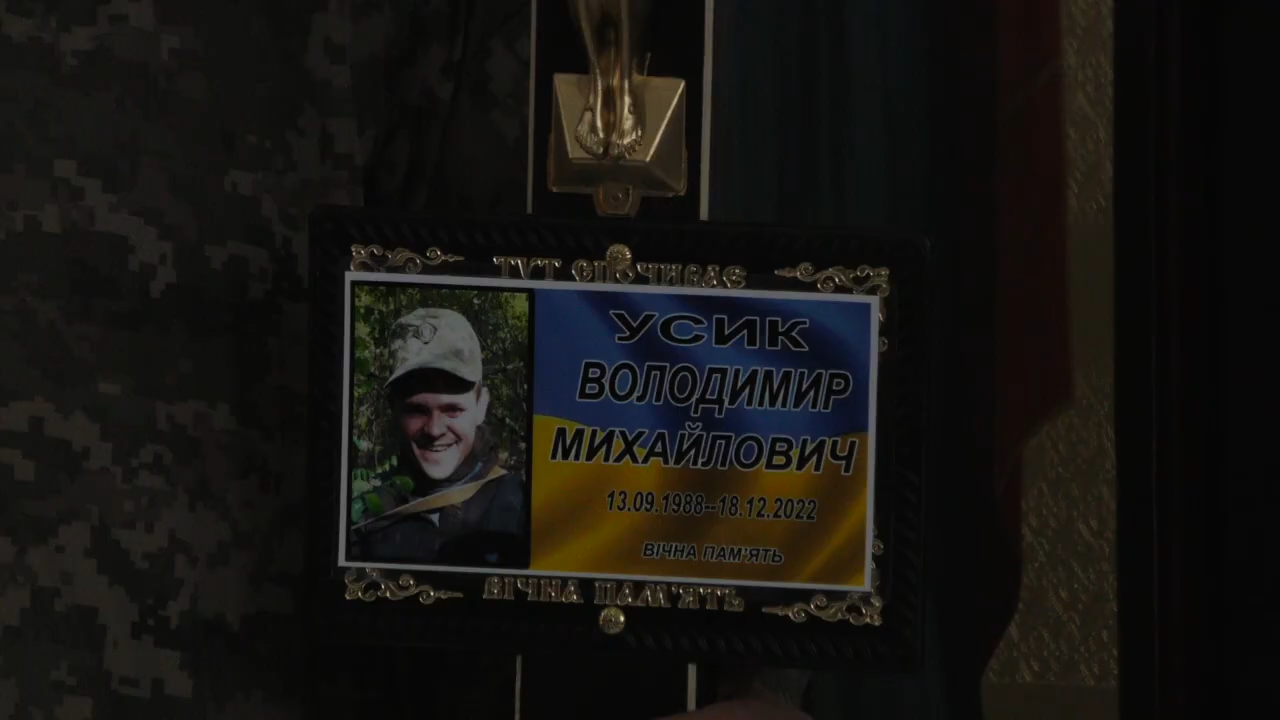 ТУТ СПОЧИВАЄ
УСИК
ВОЛОДИМИР
МИХАЙЛОВИЧ
13.09.1988--18.12.2022
ВІЧНА ПАМ'ЯТЬ
ВІЧНА ПАМ'ЯТЬ